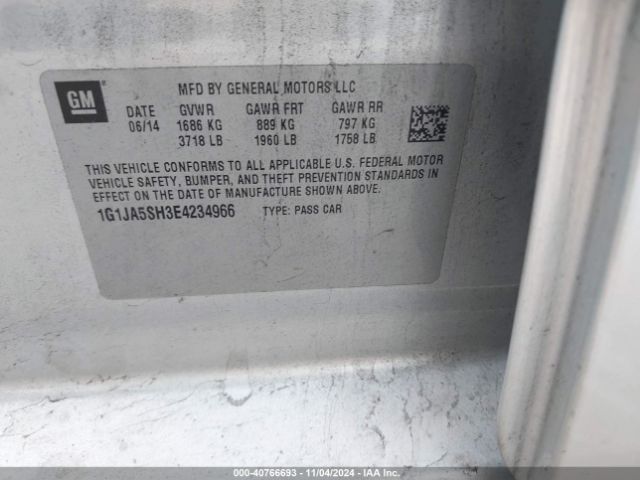 GM
MFD BY GENERAL MOTORS LLC
DATE GVWR GAWR FRT GAWR RR
06/14 1686 KG 889 KG 797 KG
3718 LB 1960 LB 1758 LB
THIS VEHICLE CONFORMS TO ALL APPLICABLE U.S. FEDERAL MOTOR
VEHICLE SAFETY, BUMPER, AND THEFT PREVENTION STANDARDS IN
EFFECT ON THE DATE OF MANUFACTURE SHOWN ABOVE.
1G1JA5SH3E4234966 TYPE: PASS CAR
000-40766693 - 11/04/2024 - IAA Inc.